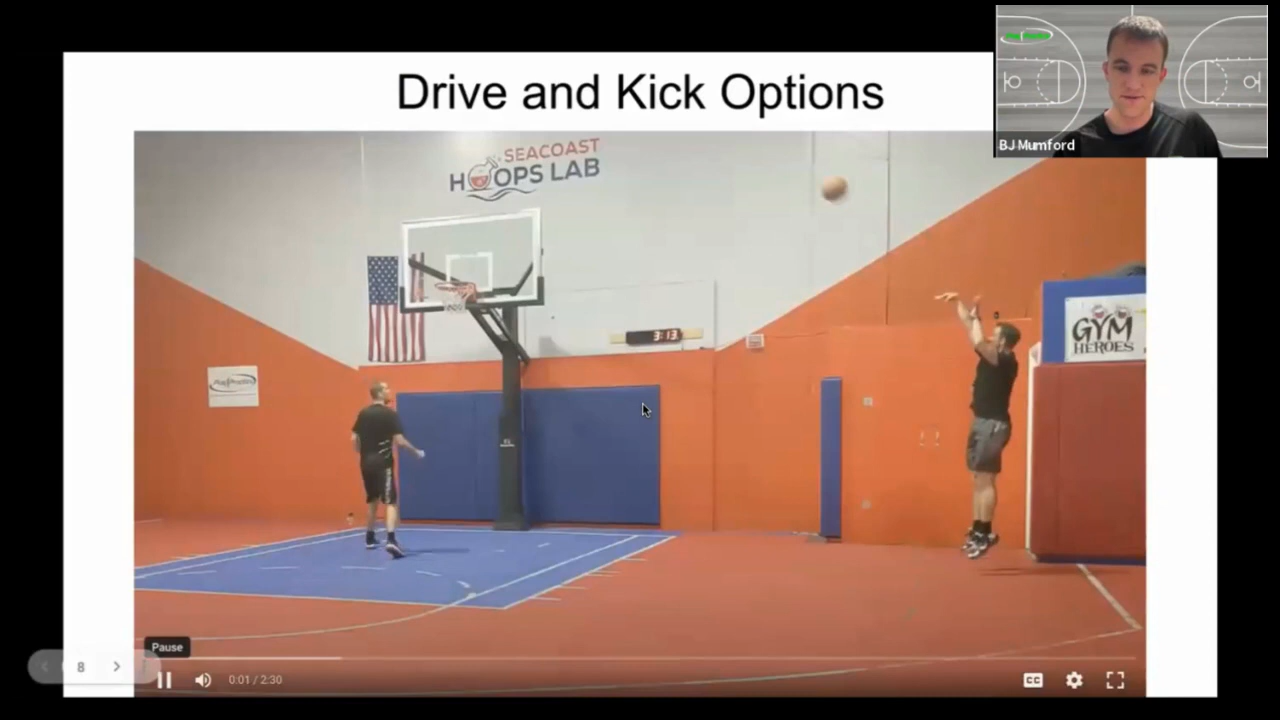 Drive and Kick Options
BJ Mumford
SEACOAST
HOOPS LAB
3:13
GYM
HEROES
Pause
8
0:01 / 2:30
CC